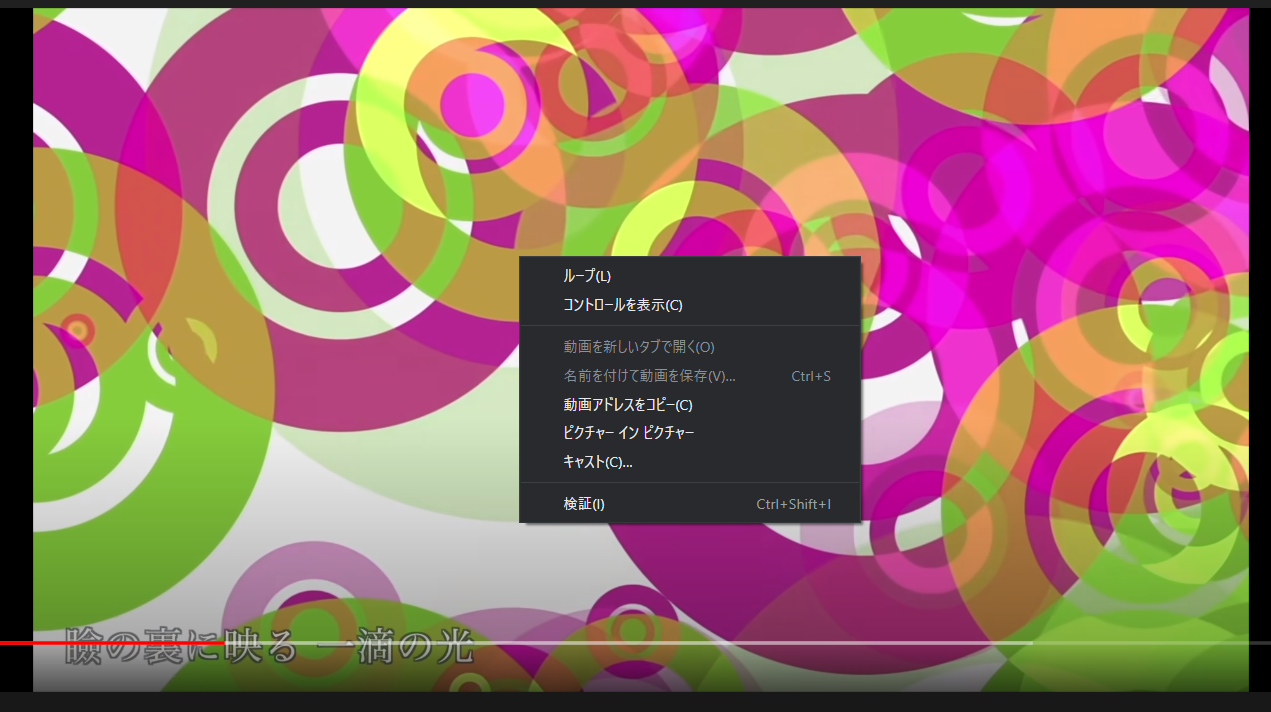 ループ(L)
コントロールを表示(C)
動画を新しいタブで開く(O)
名前を付けて動画を保存(V)... Ctrl+S
動画アドレスをコピー(C)
ピクチャー イン ピクチャー
キャスト(C)...
検証(I) Ctrl+Shift+I
瞼の裏に映る 一滴の光